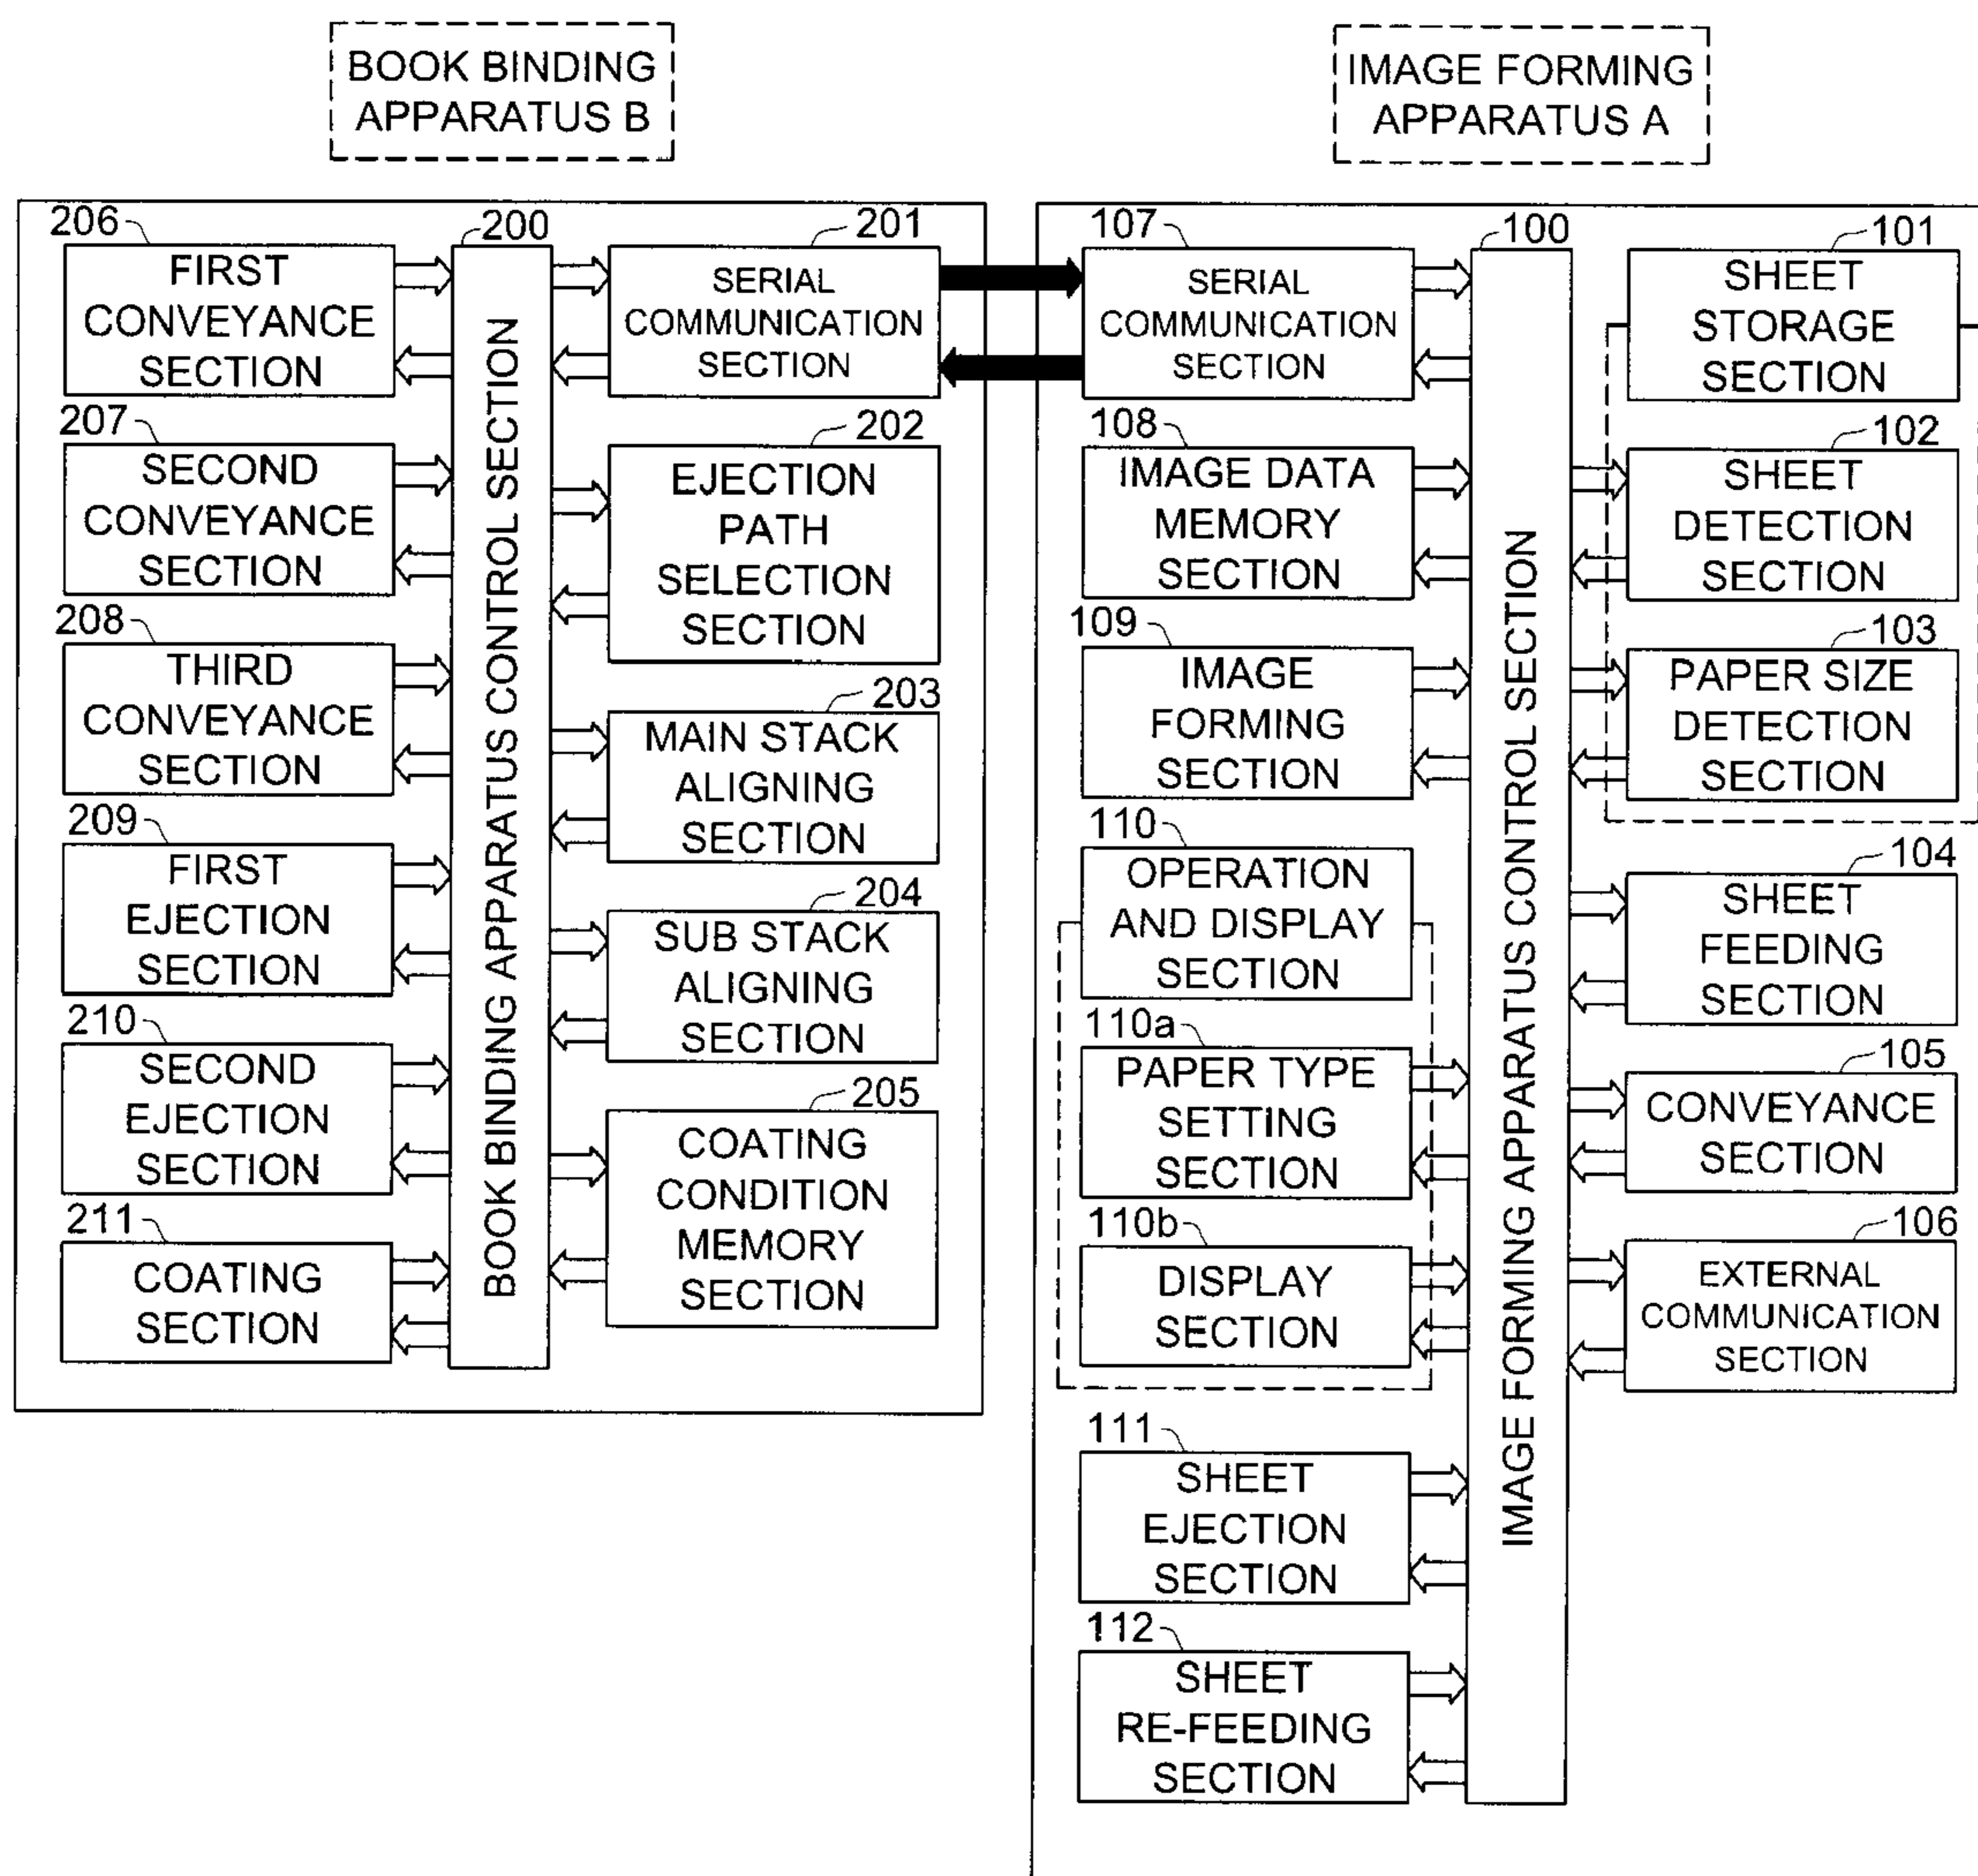 BOOK BINDING
APPARATUS B
IMAGE FORMING
APPARATUS A
206
FIRST
CONVEYANCE
SECTION
207
SECOND
CONVEYANCE
SECTION
208
THIRD
CONVEYANCE
SECTION
209
FIRST
EJECTION
SECTION
210
SECOND
EJECTION
SECTION
211
COATING
SECTION
200
BOOK BINDING APPARATUS CONTROL SECTION
201
SERIAL
COMMUNICATION
SECTION
202
EJECTION
PATH
SELECTION
SECTION
203
MAIN STACK
ALIGNING
SECTION
204
SUB STACK
ALIGNING
SECTION
205
COATING
CONDITION
MEMORY
SECTION
107
SERIAL
COMMUNICATION
SECTION
108
IMAGE DATA
MEMORY
SECTION
109
IMAGE
FORMING
SECTION
110
OPERATION
AND DISPLAY
SECTION
110a
PAPER TYPE
SETTING
SECTION
110b
DISPLAY
SECTION
111
SHEET
EJECTION
SECTION
112
SHEET
RE-FEEDING
SECTION
100
IMAGE FORMING APPARATUS CONTROL SECTION
101
SHEET
STORAGE
SECTION
102
SHEET
DETECTION
SECTION
103
PAPER SIZE
DETECTION
SECTION
104
SHEET
FEEDING
SECTION
105
CONVEYANCE
SECTION
106
EXTERNAL
COMMUNICATION
SECTION